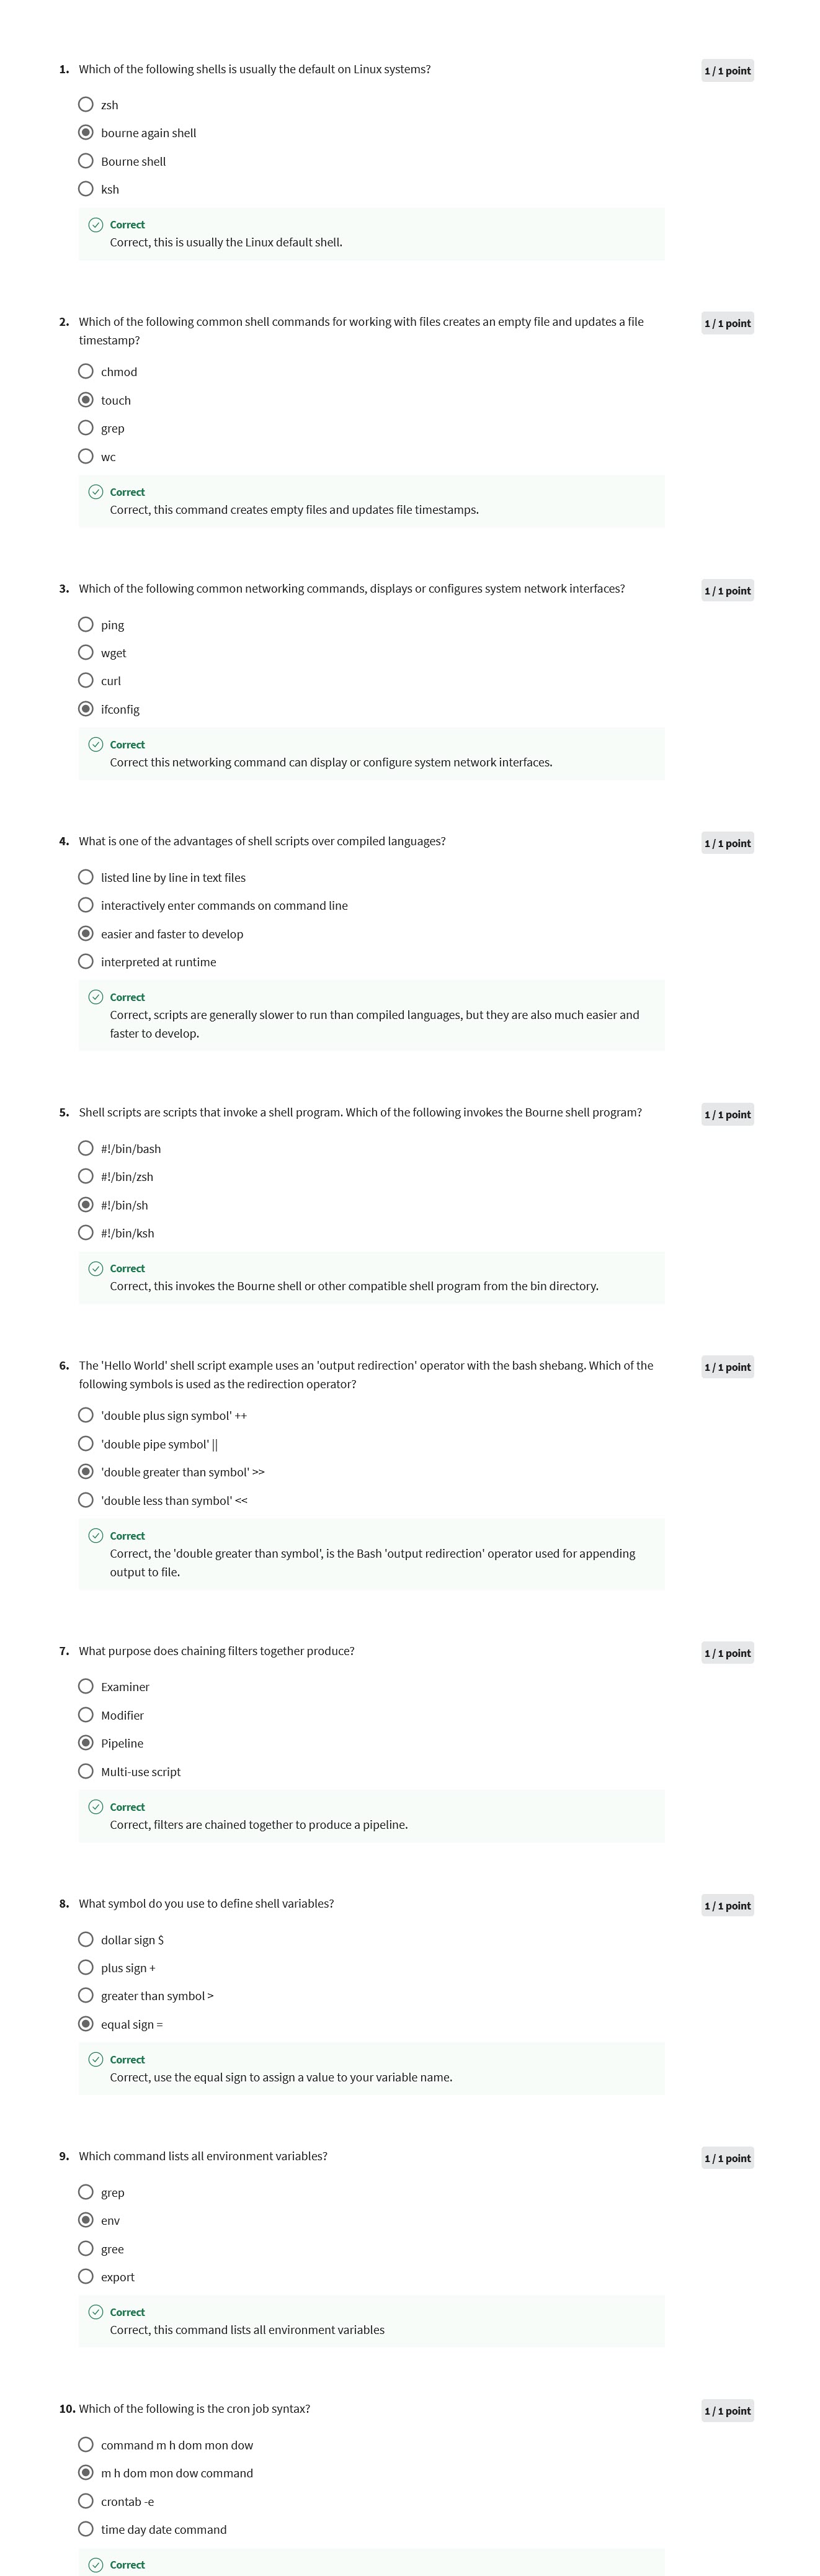 1. Which of the following shells is usually the default on Linux systems?
1 / 1 point
zsh
bourne again shell
Bourne shell
ksh
Correct
Correct, this is usually the Linux default shell.
2. Which of the following common shell commands for working with files creates an empty file and updates a file
timestamp?
1 / 1 point
chmod
touch
grep
wc
Correct
Correct, this command creates empty files and updates file timestamps.
3. Which of the following common networking commands, displays or configures system network interfaces?
1 / 1 point
ping
wget
curl
ifconfig
Correct
Correct this networking command can display or configure system network interfaces.
4. What is one of the advantages of shell scripts over compiled languages?
1 / 1 point
listed line by line in text files
interactively enter commands on command line
easier and faster to develop
interpreted at runtime
Correct
Correct, scripts are generally slower to run than compiled languages, but they are also much easier and
faster to develop.
5. Shell scripts are scripts that invoke a shell program. Which of the following invokes the Bourne shell program?
1 / 1 point
#!/bin/bash
#!/bin/zsh
#!/bin/sh
#!/bin/ksh
Correct
Correct, this invokes the Bourne shell or other compatible shell program from the bin directory.
6. The 'Hello World' shell script example uses an 'output redirection' operator with the bash shebang. Which of the
following symbols is used as the redirection operator?
1 / 1 point
'double plus sign symbol' ++
'double pipe symbol' ||
'double greater than symbol' >>
'double less than symbol' <<
Correct
Correct, the 'double greater than symbol', is the Bash 'output redirection' operator used for appending
output to file.
7. What purpose does chaining filters together produce?
1 / 1 point
Examiner
Modifier
Pipeline
Multi-use script
Correct
Correct, filters are chained together to produce a pipeline.
8. What symbol do you use to define shell variables?
1 / 1 point
dollar sign $
plus sign +
greater than symbol >
equal sign =
Correct
Correct, use the equal sign to assign a value to your variable name.
9. Which command lists all environment variables?
1 / 1 point
grep
env
gree
export
Correct
Correct, this command lists all environment variables
10. Which of the following is the cron job syntax?
1 / 1 point
command m h dom mon dow
m h dom mon dow command
crontab -e
time day date command
Correct